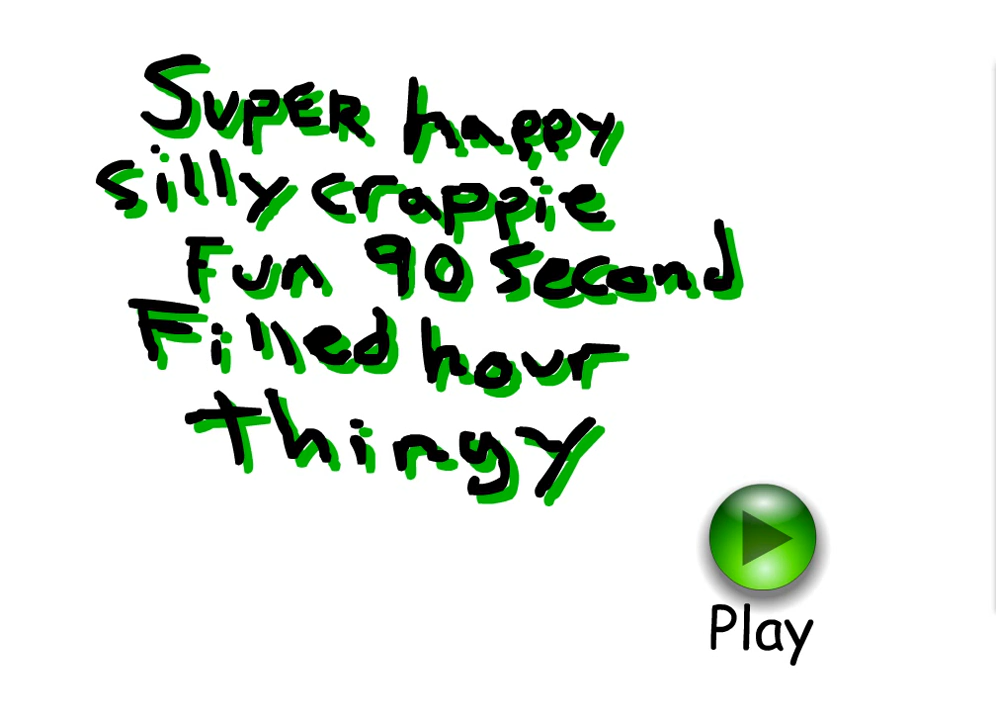 Super happy
silly crappie
Fun 90 second
Filled hour
thingy
Play